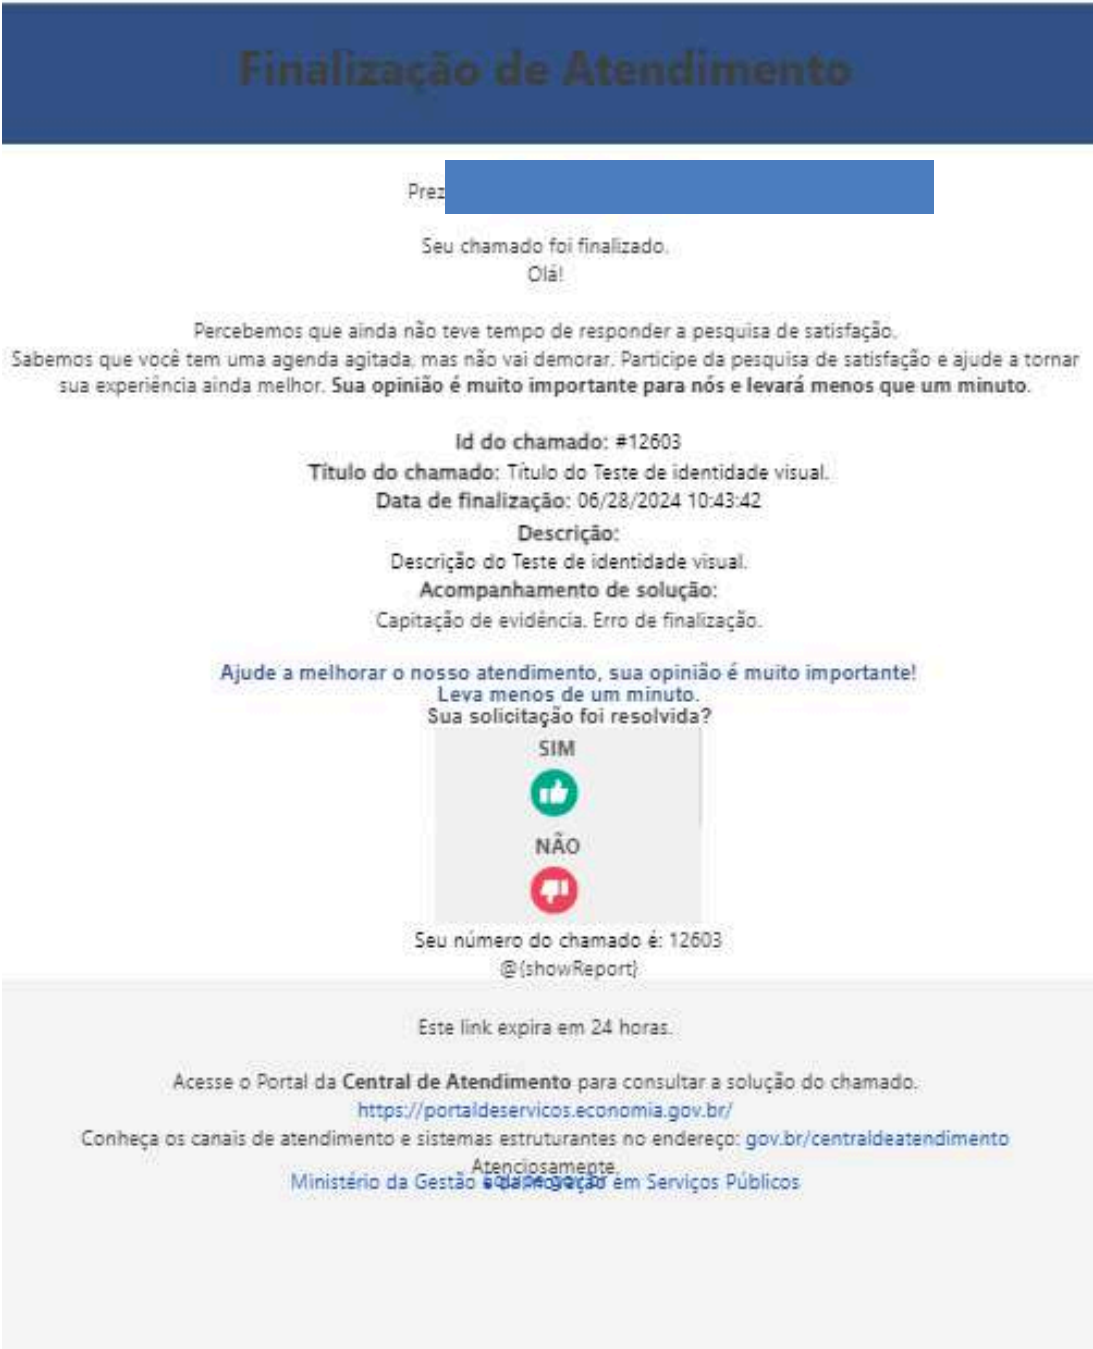 Finalização de Atendimento
Prez
Seu chamado foi finalizado.
Olá!
Percebemos que ainda não teve tempo de responder a pesquisa de satisfação.
Sabemos que você tem uma agenda agitada, mas não vai demorar. Participe da pesquisa de satisfação e ajude a tornar
sua experiência ainda melhor. Sua opinião é muito importante para nós e levará menos que um minuto.
Id do chamado: #12603
Título do chamado: Título do Teste de identidade visual.
Data de finalização: 06/28/2024 10:43:42
Descrição:
Descrição do Teste de identidade visual.
Acompanhamento de solução:
Capitação de evidência. Erro de finalização.
Ajude a melhorar o nosso atendimento, sua opinião é muito importante!
Leva menos de um minuto.
Sua solicitação foi resolvida?
SIM
NÃO
Seu número do chamado é: 12603
@{showReport}
Este link expira em 24 horas.
Acesse o Portal da Central de Atendimento para consultar a solução do chamado.
https://portaldeservicos.economia.gov.br/
Conheça os canais de atendimento e sistemas estruturantes no endereço: gov.br/centraldeatendimento
Atenciosamente,
Ministério da Gestão e da Inovação em Serviços Públicos